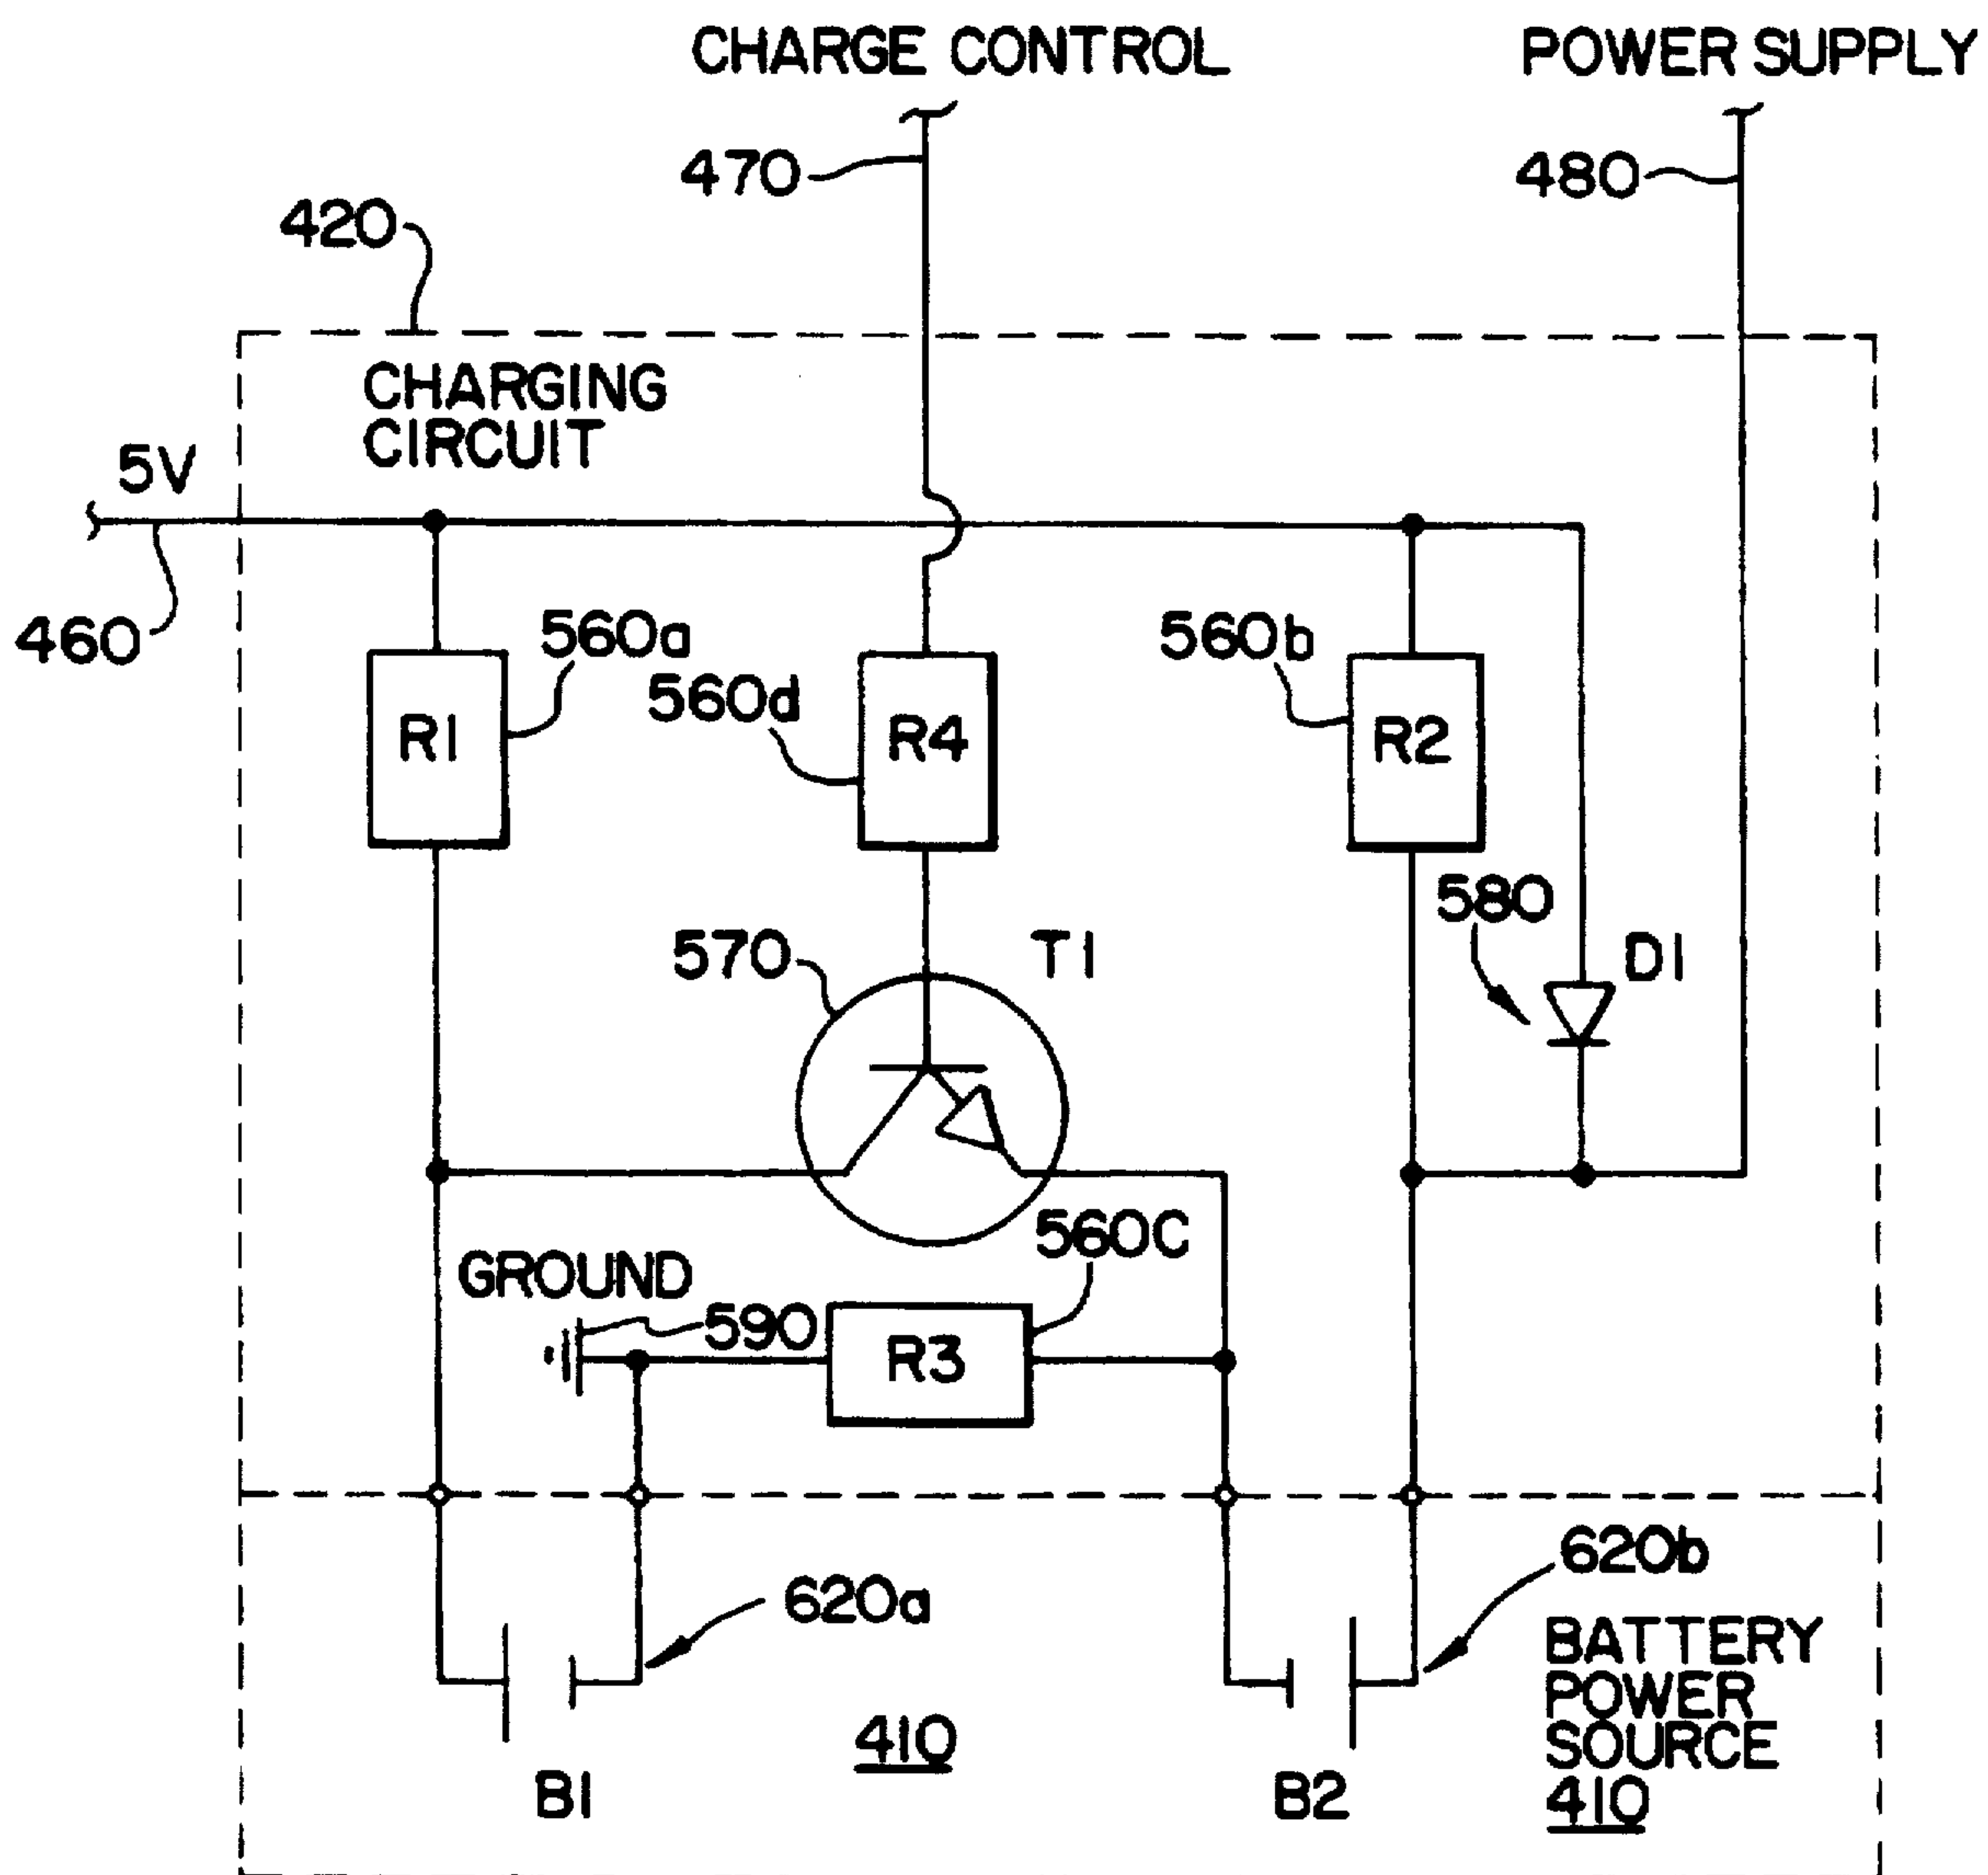 CHARGE CONTROL
POWER SUPPLY
470
480
420
CHARGING
CIRCUIT
5V
460
560a
560d
560b
R1
R4
R2
580
570
T1
D1
560C
GROUND
590
R3
620b
620a
BATTERY
POWER
SOURCE
410
410
B1
B2